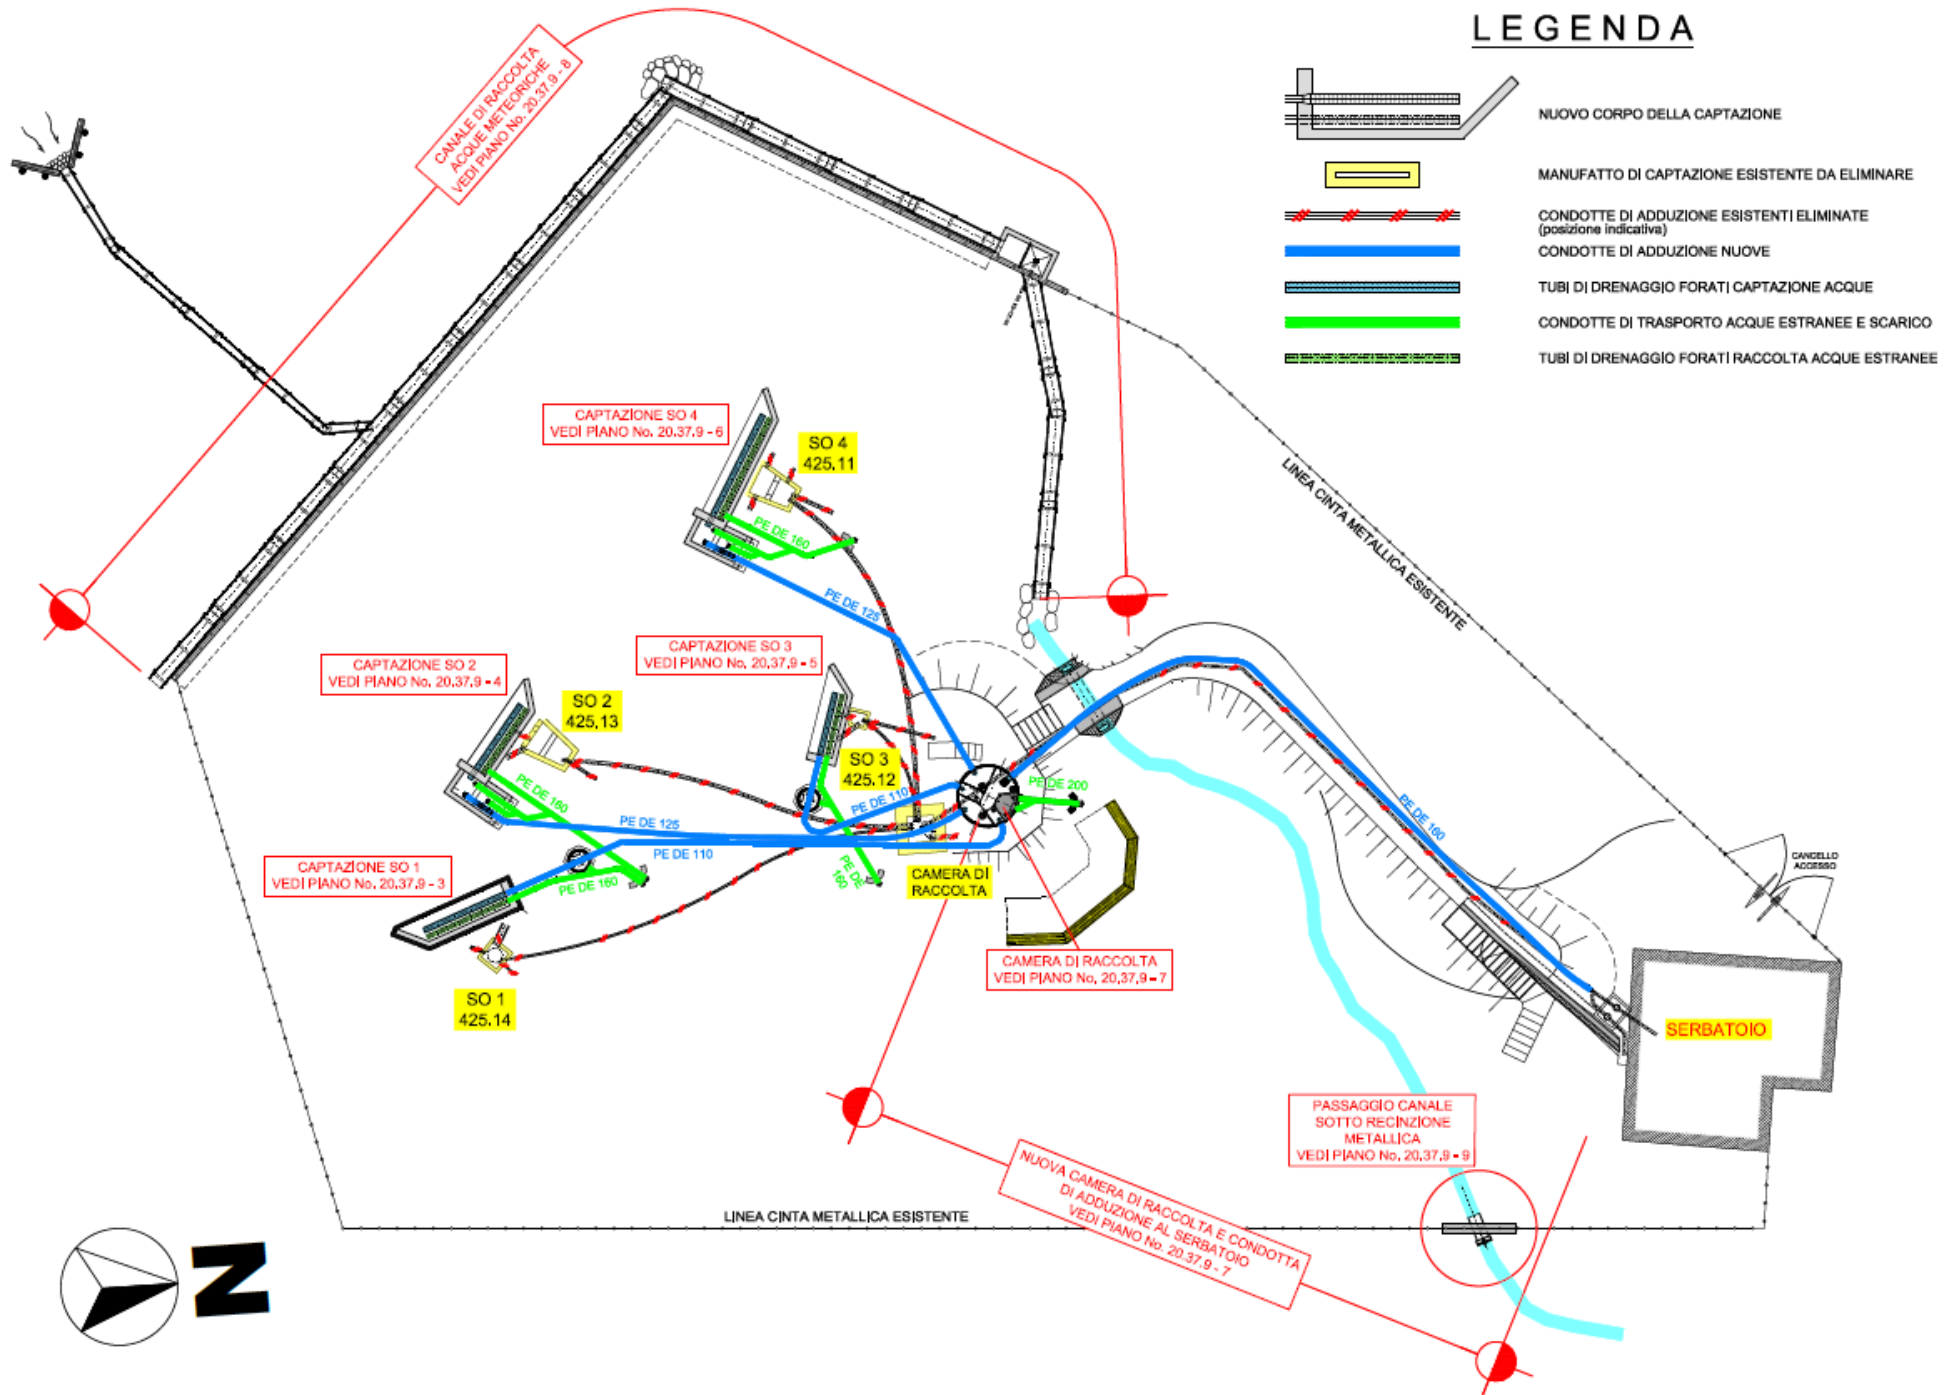 LEGENDA
NUOVO CORPO DELLA CAPTAZIONE
MANUFATTO DI CAPTAZIONE ESISTENTE DA ELIMINARE
CONDOTTE DI ADDUZIONE ESISTENTI ELIMINATE
(posizione indicativa)
CONDOTTE DI ADDUZIONE NUOVE
TUBI DI DRENAGGIO FORATI CAPTAZIONE ACQUE
CONDOTTE DI TRASPORTO ACQUE ESTRANEE E SCARICO
TUBI DI DRENAGGIO FORATI RACCOLTA ACQUE ESTRANEE
CANALE DI RACCOLTA
ACQUE METEORICHE
VEDI PIANO No. 20.37.9 - 8
CAPTAZIONE SO 4
VEDI PIANO No. 20.37.9 - 6
SO 4
425.11
PE DE 160
PE DE 125
LINEA CINTA METALLICA ESISTENTE
CAPTAZIONE SO 3
VEDI PIANO No. 20.37.9 - 5
CAPTAZIONE SO 2
VEDI PIANO No. 20.37.9 - 4
SO 2
425.13
SO 3
425.12
PE DE 160
PE DE 110
PE DE 200
PE DE 125
PE DE 110
PE DE 160
CAPTAZIONE SO 1
VEDI PIANO No. 20.37.9 - 3
PE DE 160
PE DE
160
CAMERA DI
RACCOLTA
CANCELLO
ACCESSO
CAMERA DI RACCOLTA
VEDI PIANO No. 20.37.9 - 7
SO 1
425.14
SERBATOIO
PASSAGGIO CANALE
SOTTO RECINZIONE
METALLICA
VEDI PIANO No. 20.37.9 - 9
NUOVA CAMERA DI RACCOLTA E CONDOTTA
DI ADDUZIONE AL SERBATOIO
VEDI PIANO No. 20.37.9 - 7
LINEA CINTA METALLICA ESISTENTE
N